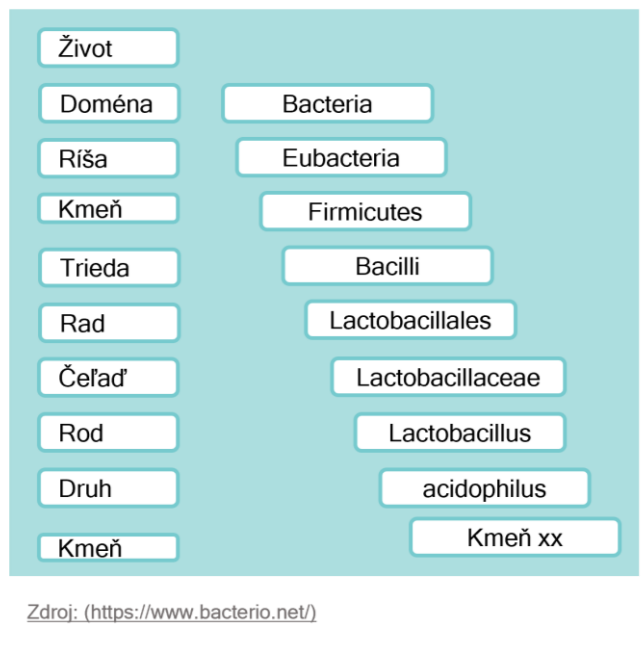 Život
Doména Bacteria
Ríša Eubacteria
Kmeň Firmicutes
Trieda Bacilli
Rad Lactobacillales
Čeľaď Lactobacillaceae
Rod Lactobacillus
Druh acidophilus
Kmeň Kmeň xx
Zdroj: (https://www.bacterio.net/)